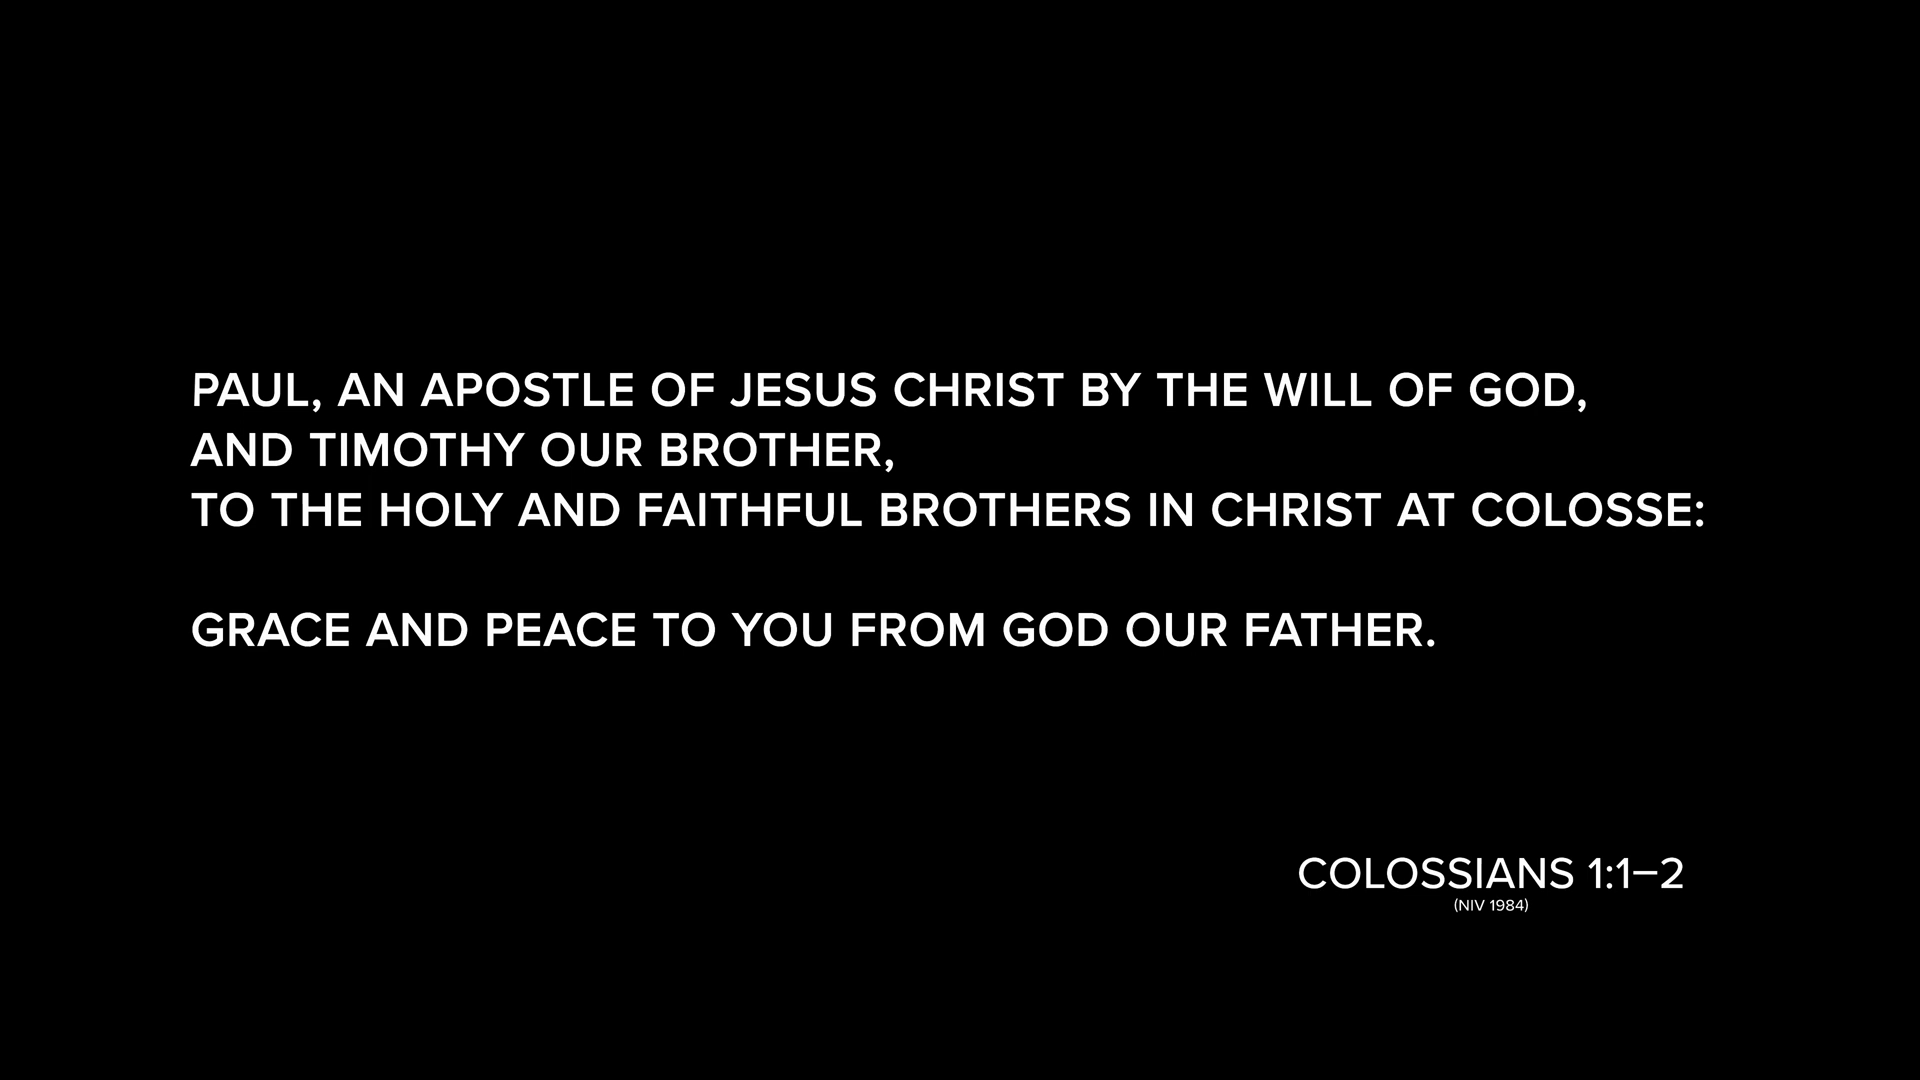 PAUL, AN APOSTLE OF JESUS CHRIST BY THE WILL OF GOD,
AND TIMOTHY OUR BROTHER,
TO THE HOLY AND FAITHFUL BROTHERS IN CHRIST AT COLOSSE:
GRACE AND PEACE TO YOU FROM GOD OUR FATHER.
COLOSSIANS 1:1–2
(NIV 1984)